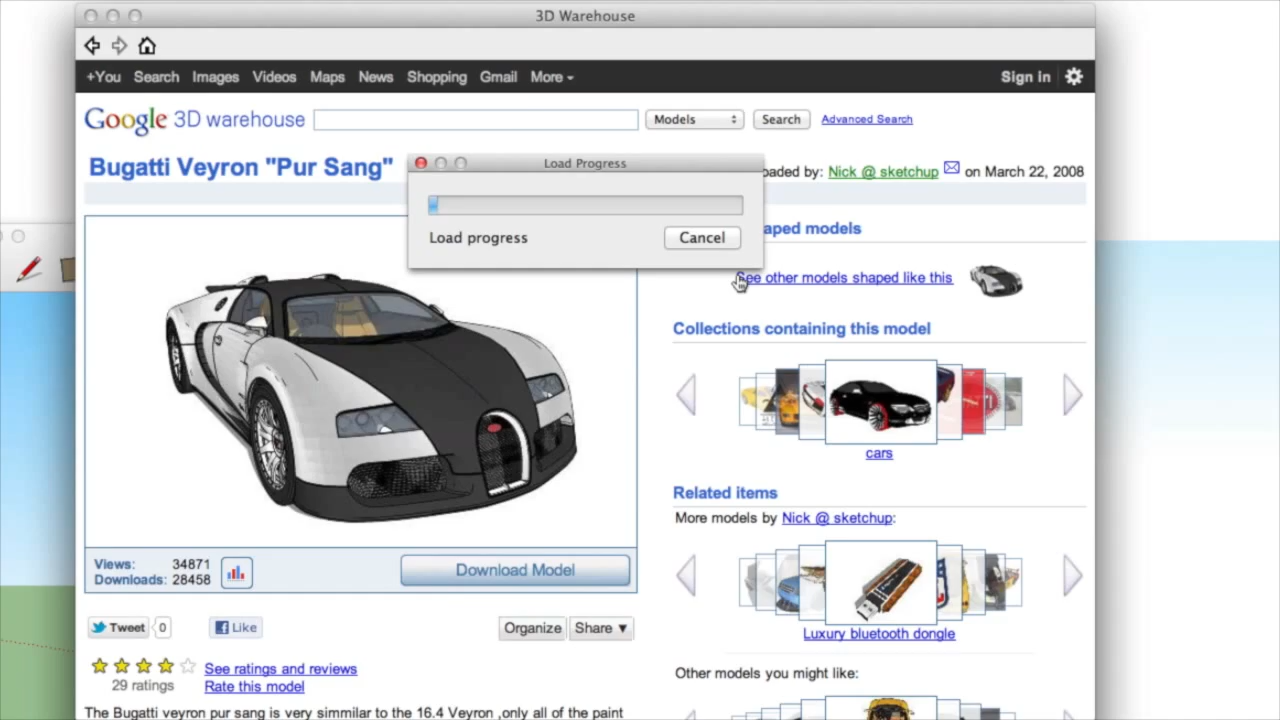 3D Warehouse
+You Search Images Videos Maps News Shopping Gmail More Sign in
Google 3D warehouse Models Search Advanced Search
Load Progress
Bugatti Veyron "Pur Sang" oaded by: Nick @ sketchup on March 22, 2008
Load progress Cancel
aped models
See other models shaped like this
Collections containing this model
cars
Related items
More models by Nick @ sketchup:
Views: 34871
Downloads: 28458
Download Model
Tweet 0 Like Organize Share ▼
Luxury bluetooth dongle
See ratings and reviews
29 ratings Rate this model
Other models you might like:
The Bugatti veyron pur sang is very simmilar to the 16.4 Veyron ,only all of the paint